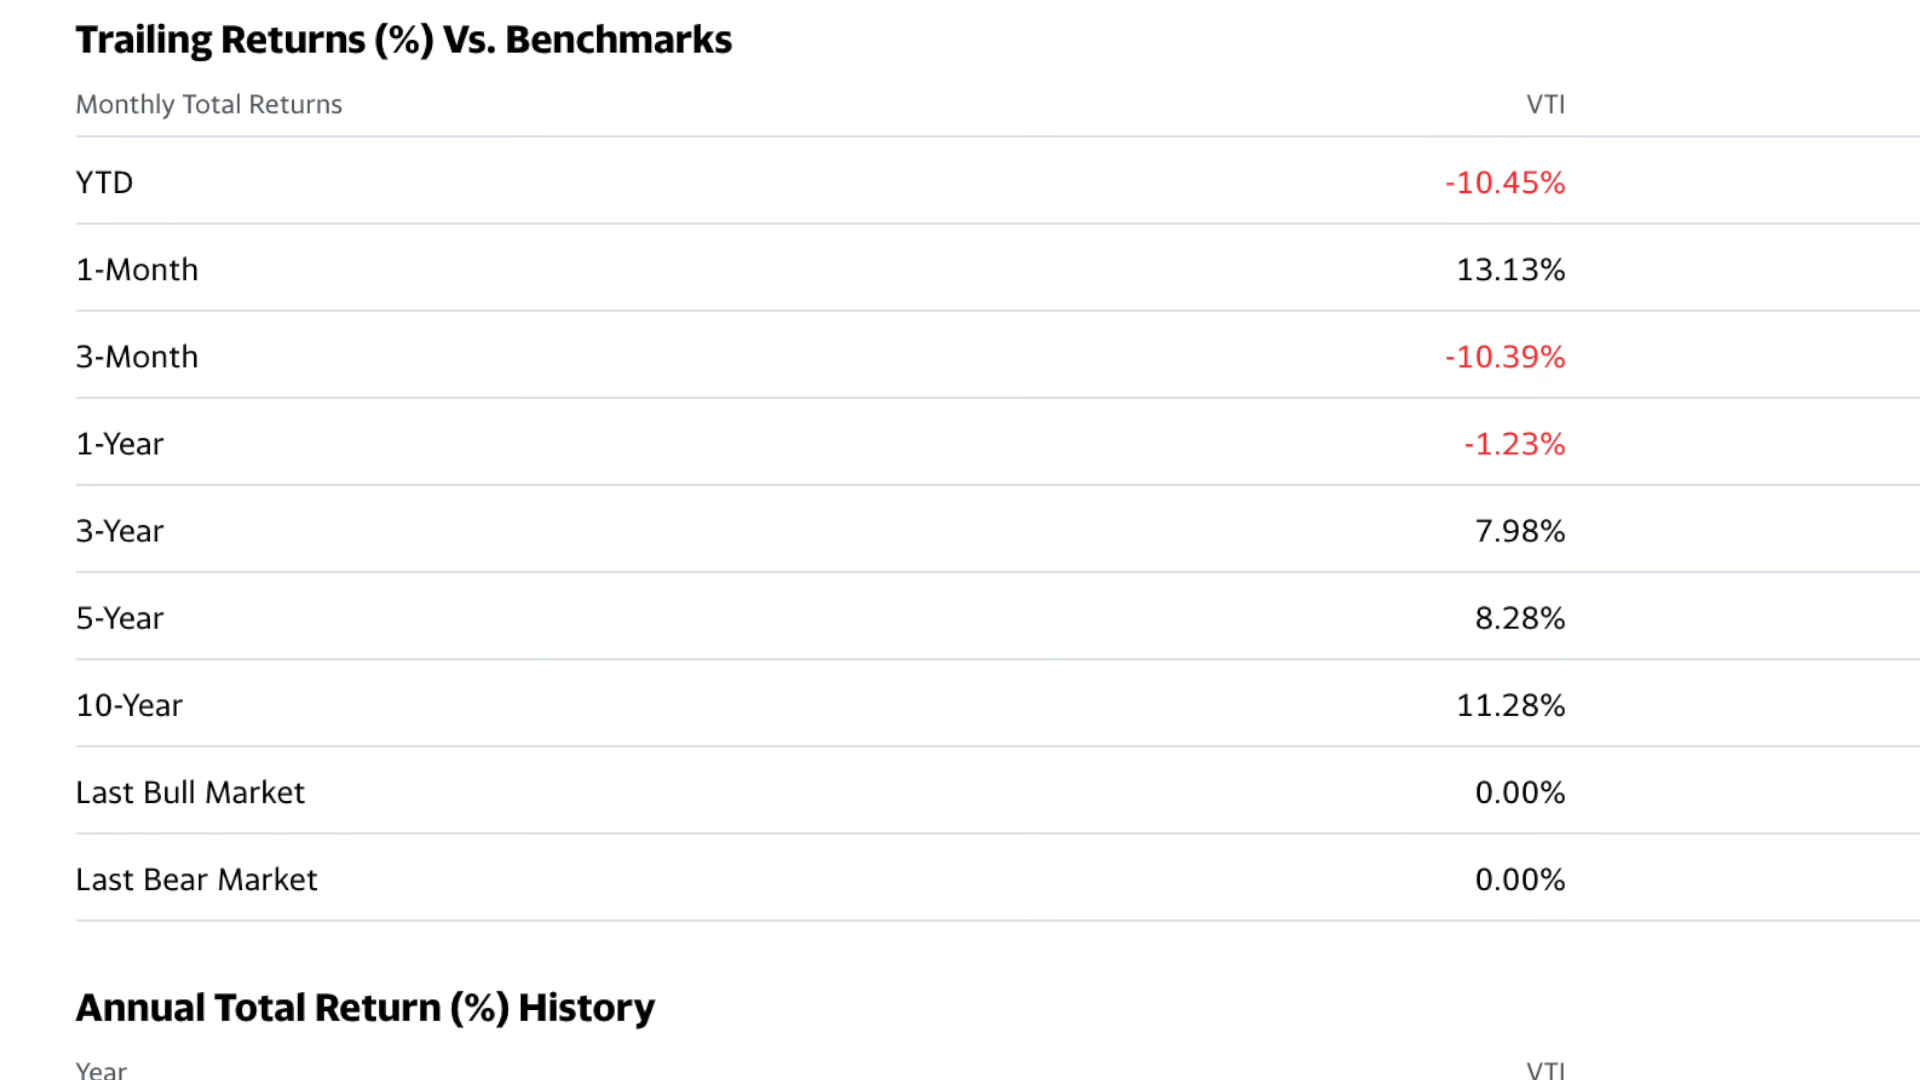 Trailing Returns (%) Vs. Benchmarks
Monthly Total Returns VTI
YTD -10.45%
1-Month 13.13%
3-Month -10.39%
1-Year -1.23%
3-Year 7.98%
5-Year 8.28%
10-Year 11.28%
Last Bull Market 0.00%
Last Bear Market 0.00%
Annual Total Return (%) History
Year VTI